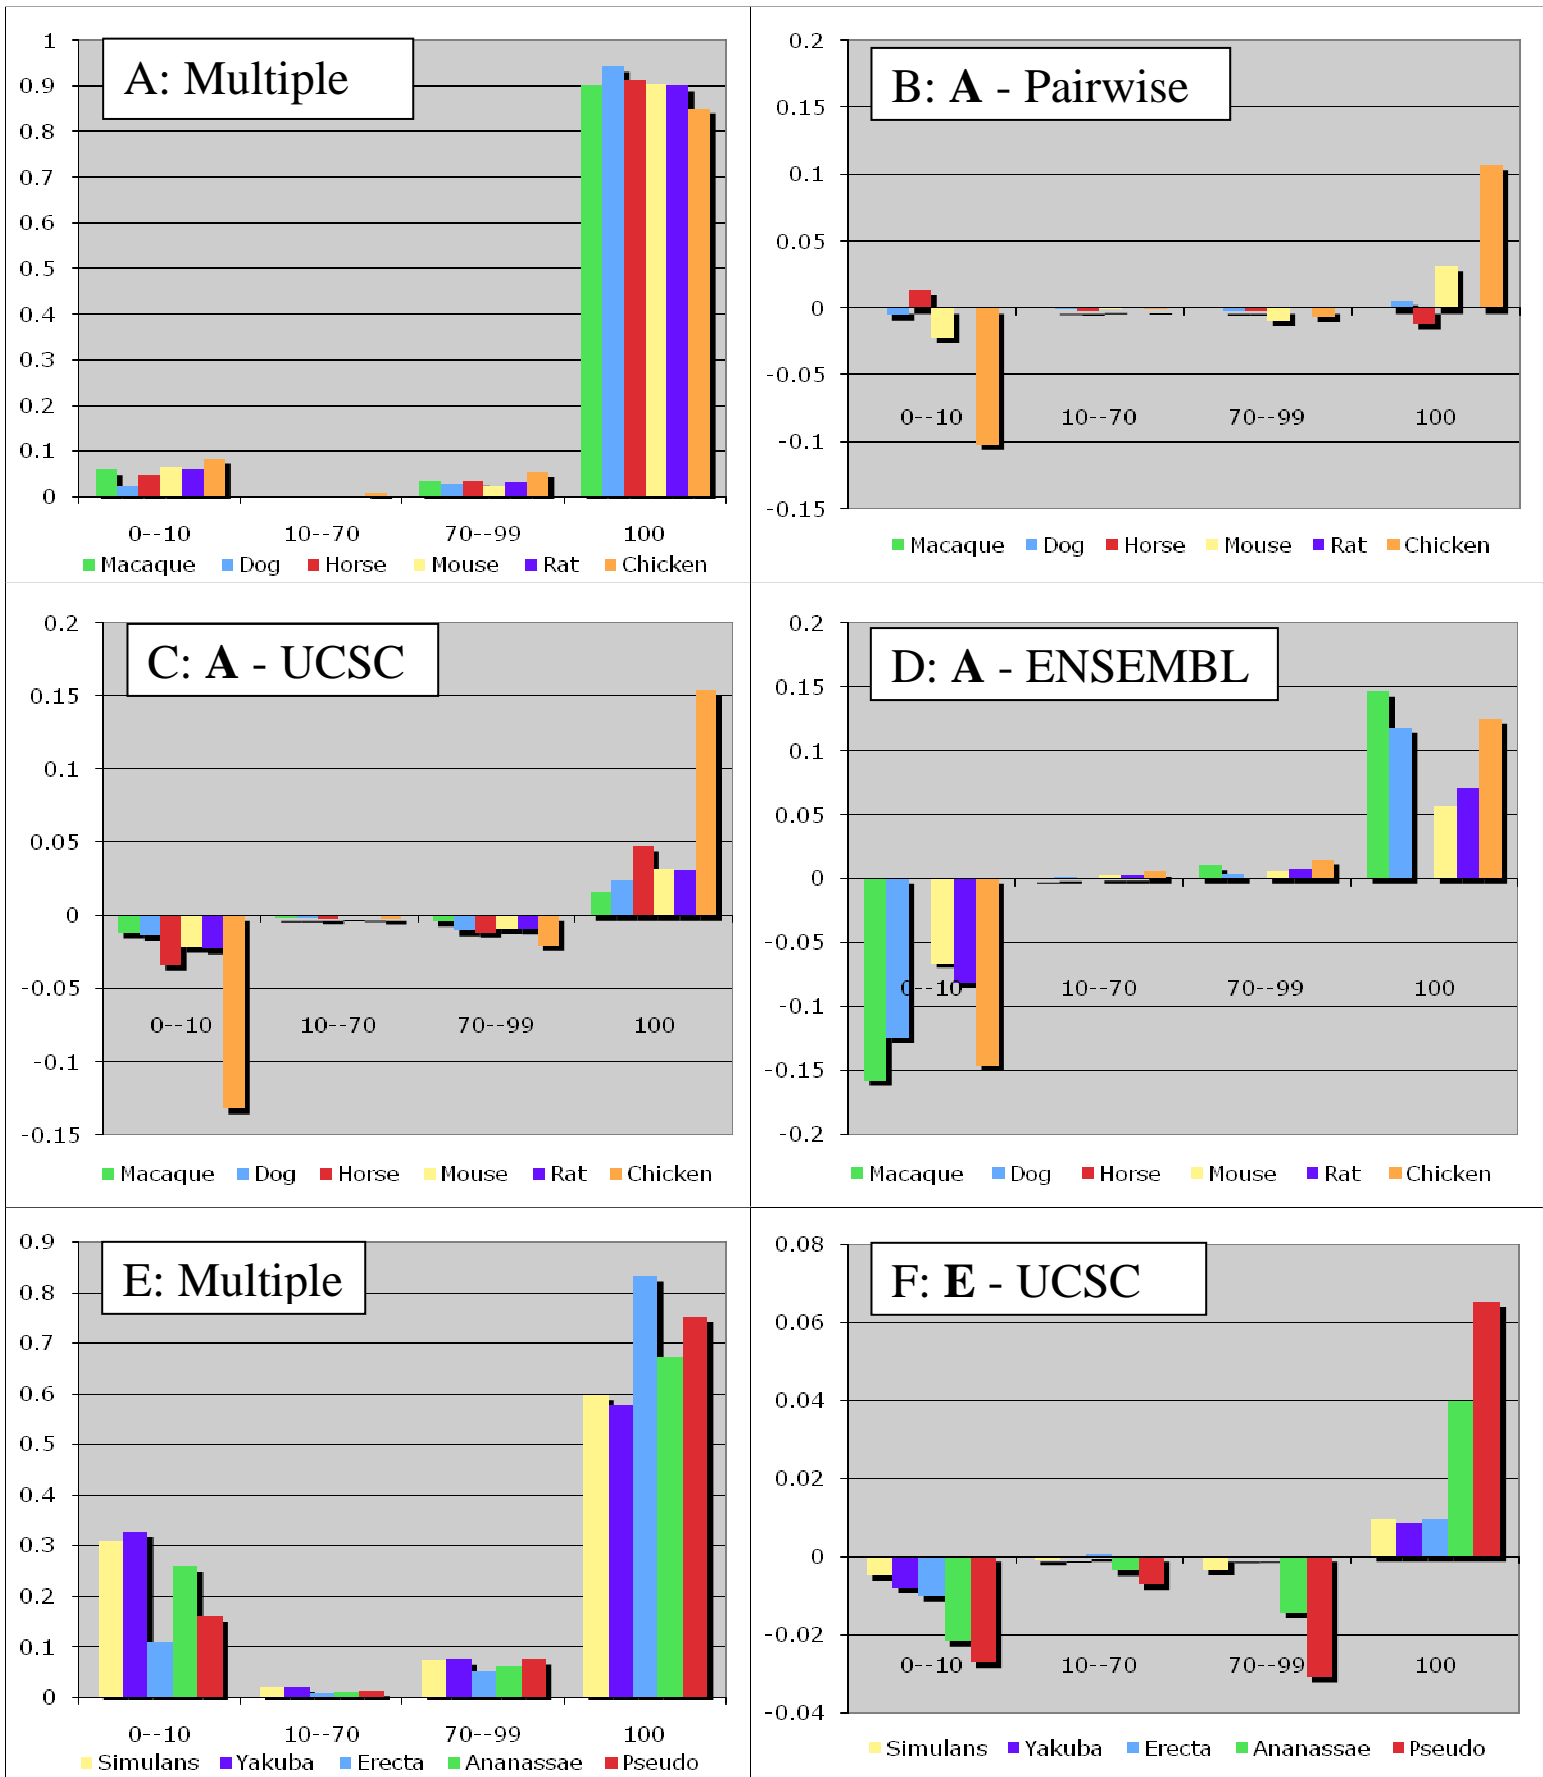 A: Multiple
1
0.9
0.8
0.7
0.6
0.5
0.4
0.3
0.2
0.1
0
0--10 10--70 70--99 100
Macaque Dog Horse Mouse Rat Chicken
B: A - Pairwise
0.2
0.15
0.1
0.05
0
-0.05
-0.1
-0.15
0--10 10--70 70--99 100
Macaque Dog Horse Mouse Rat Chicken
C: A - UCSC
0.2
0.15
0.1
0.05
0
-0.05
-0.1
-0.15
0--10 10--70 70--99 100
Macaque Dog Horse Mouse Rat Chicken
D: A - ENSEMBL
0.2
0.15
0.1
0.05
0
-0.05
-0.1
-0.15
-0.2
0--10 10--70 70--99 100
Macaque Dog Horse Mouse Rat Chicken
E: Multiple
0.9
0.8
0.7
0.6
0.5
0.4
0.3
0.2
0.1
0
0--10 10--70 70--99 100
Simulans Yakuba Erecta Ananassae Pseudo
F: E - UCSC
0.08
0.06
0.04
0.02
0
-0.02
-0.04
0--10 10--70 70--99 100
Simulans Yakuba Erecta Ananassae Pseudo